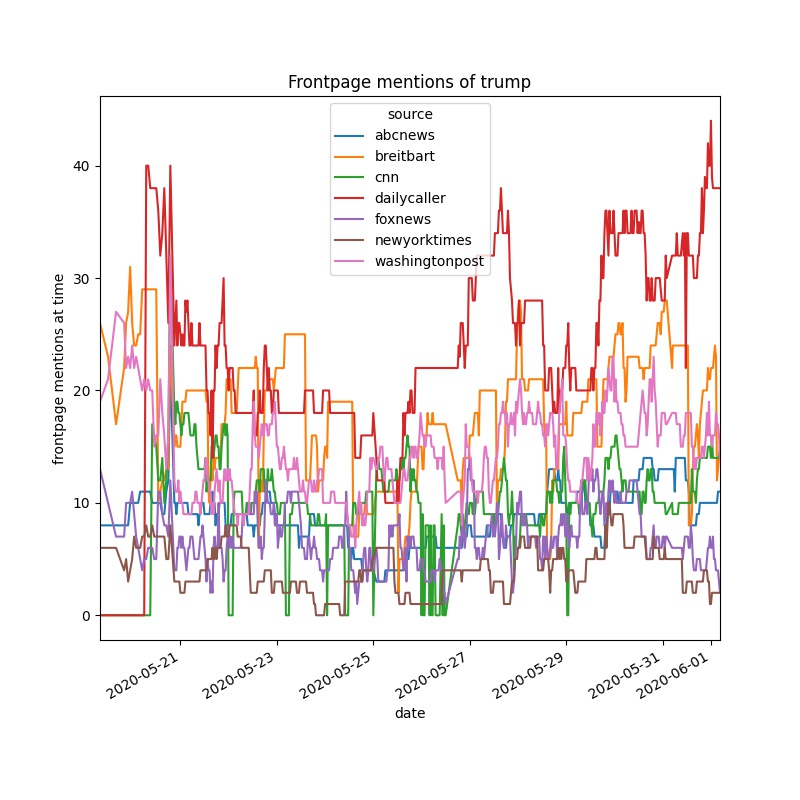 Frontpage mentions of trump
source
abcnews
breitbart
cnn
dailycaller
foxnews
newyorktimes
washingtonpost
frontpage mentions at time
40
30
20
10
0
2020-05-21
2020-05-23
2020-05-25
2020-05-27
2020-05-29
2020-05-31
2020-06-01
date